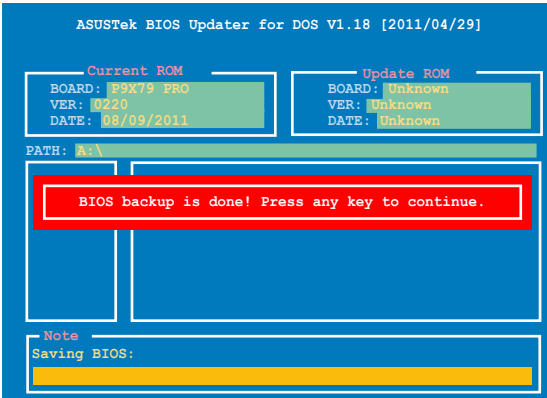 ASUSTek BIOS Updater for DOS V1.18 [2011/04/29]
Current ROM
BOARD: P9X79 PRO
VER: 0220
DATE: 08/09/2011
Update ROM
BOARD: Unknown
VER: Unknown
DATE: Unknown
PATH: A:\
BIOS backup is done! Press any key to continue.
Note
Saving BIOS: